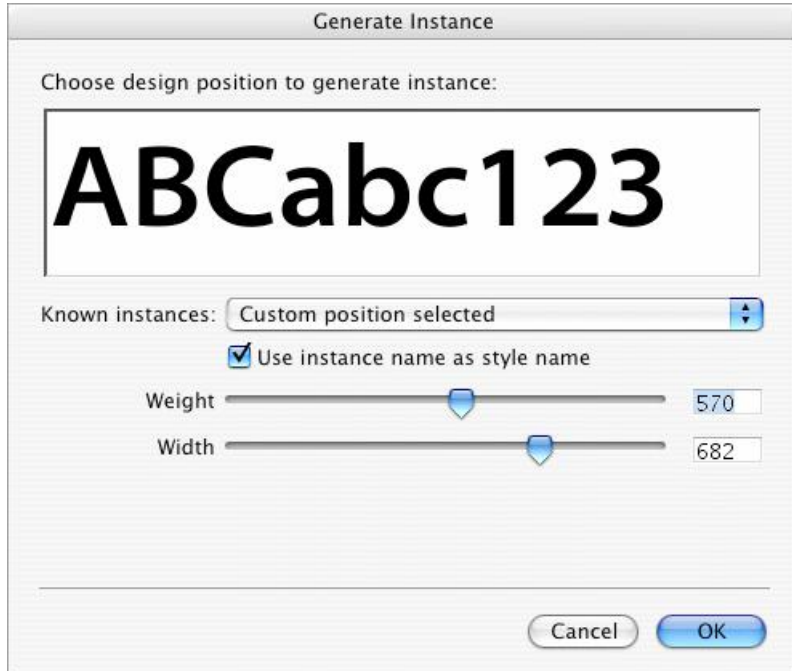 Generate Instance
Choose design position to generate instance:
ABCabc123
Known instances: Custom position selected
Use instance name as style name
Weight 570
Width 682
Cancel OK